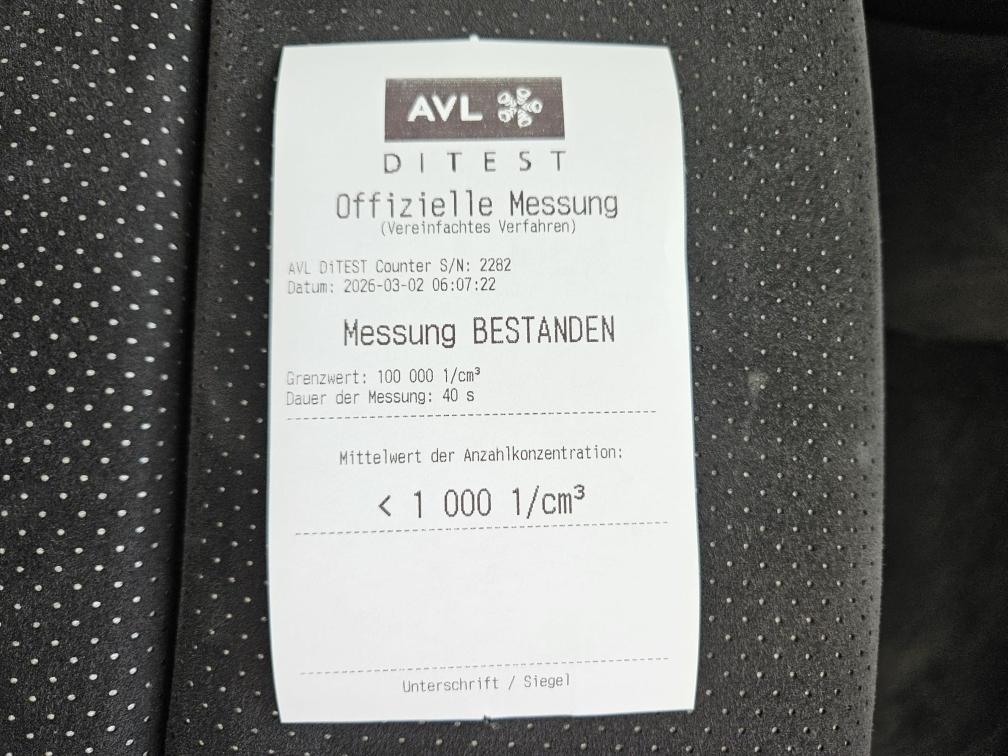 AVL
DITEST
Offizielle Messung
(Vereinfachtes Verfahren)
AVL DiTEST Counter S/N: 2282
Datum: 2026-03-02 06:07:22
Messung BESTANDEN
Grenzwert: 100 000 1/cm³
Dauer der Messung: 40 s
Mittelwert der Anzahlkonzentration:
< 1 000 1/cm³
Unterschrift / Siegel